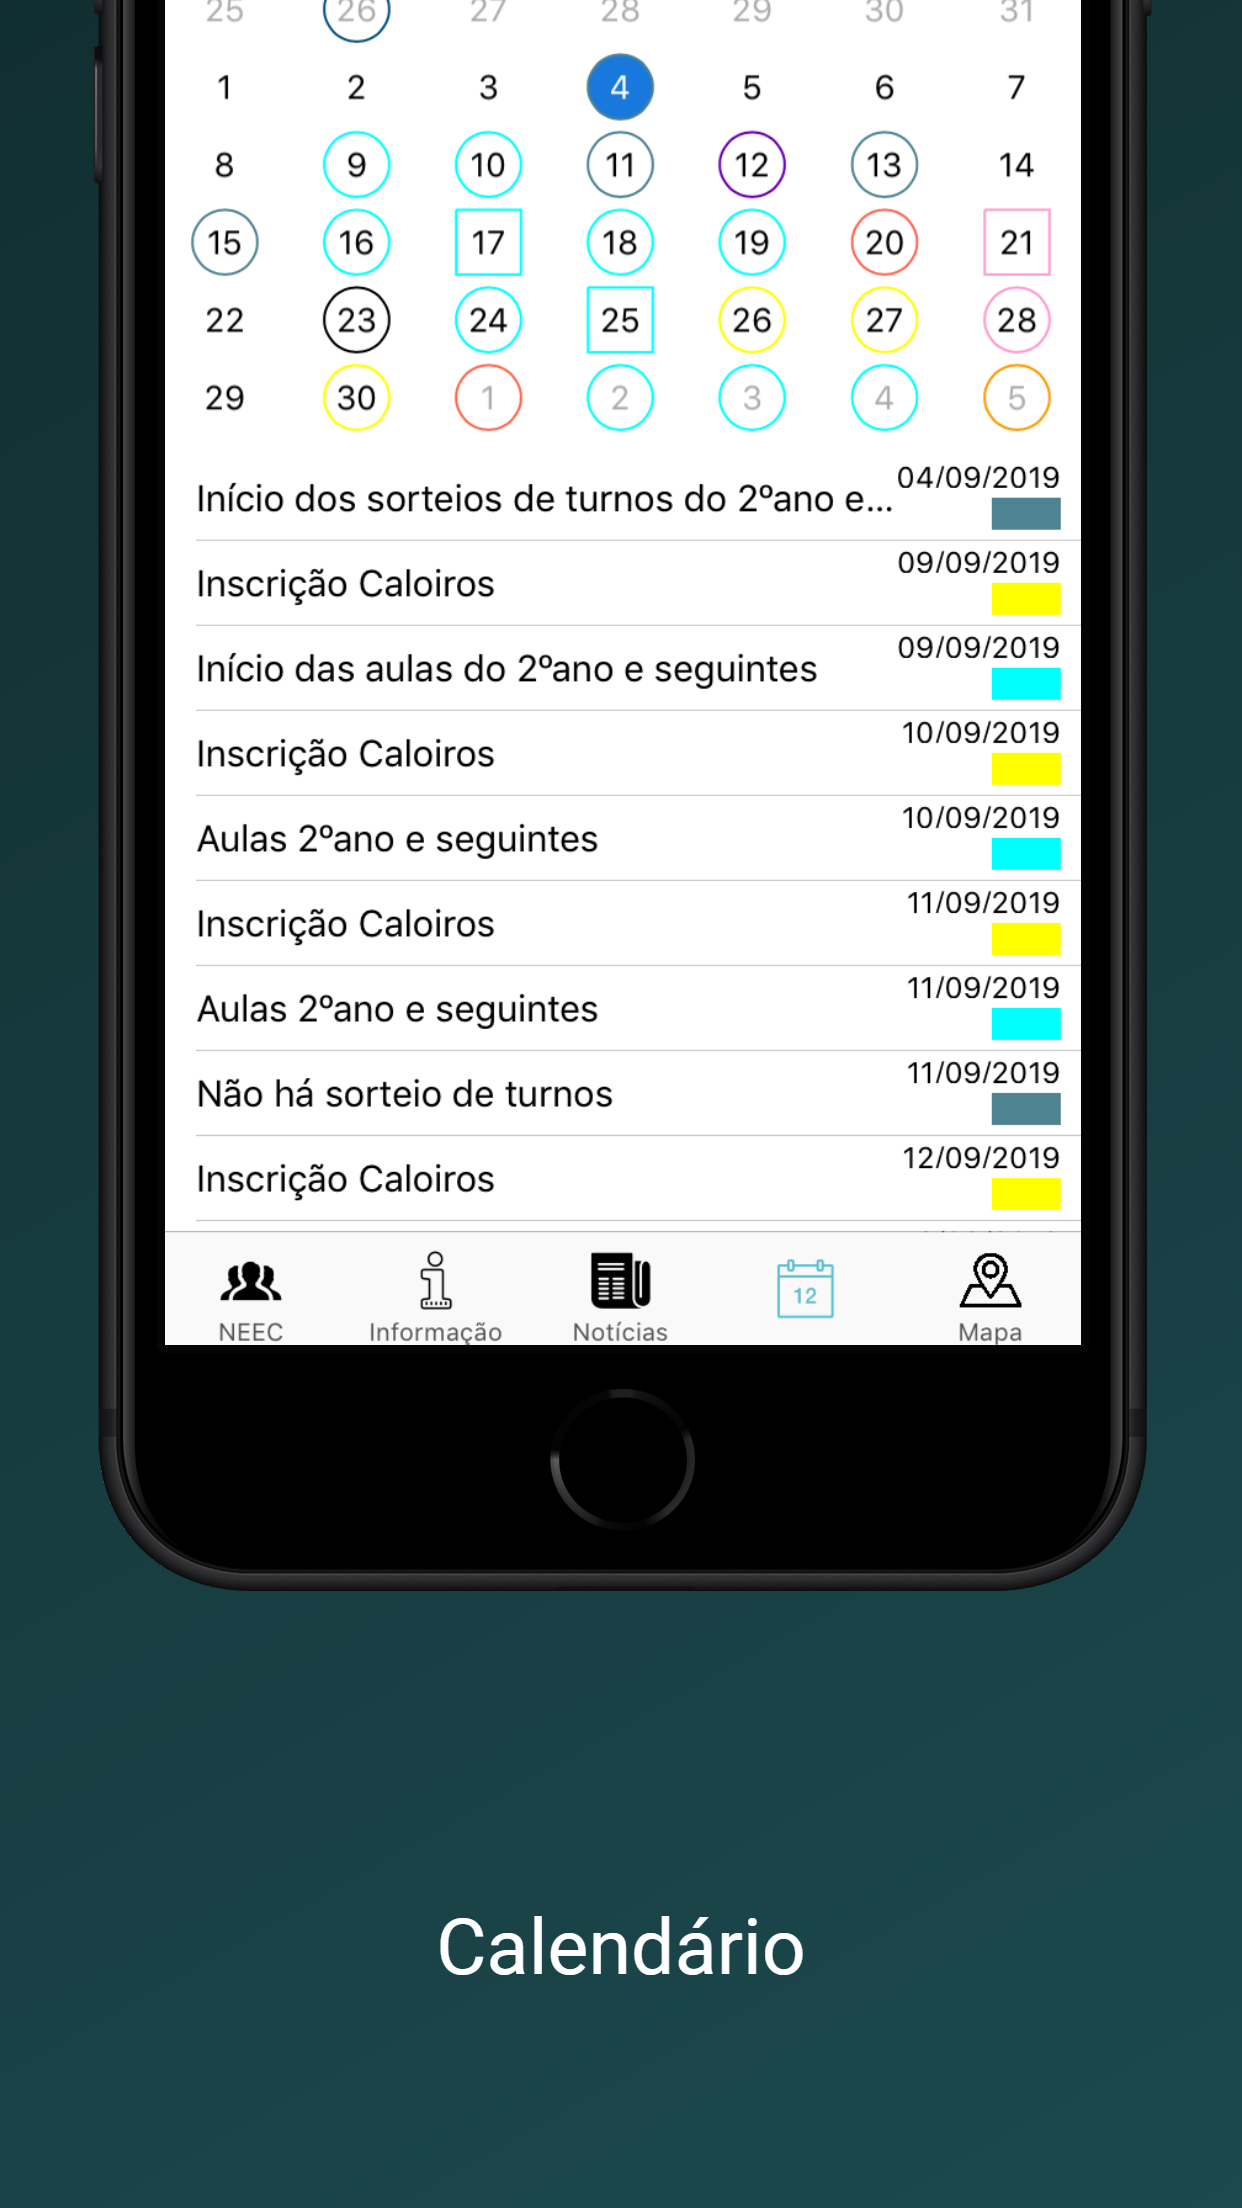 25 26 27 28 29 30 31
1 2 3 4 5 6 7
8 9 10 11 12 13 14
15 16 17 18 19 20 21
22 23 24 25 26 27 28
29 30 1 2 3 4 5
Início dos sorteios de turnos do 2ºano e... 04/09/2019
Inscrição Caloiros 09/09/2019
Início das aulas do 2ºano e seguintes 09/09/2019
Inscrição Caloiros 10/09/2019
Aulas 2ºano e seguintes 10/09/2019
Inscrição Caloiros 11/09/2019
Aulas 2ºano e seguintes 11/09/2019
Não há sorteio de turnos 11/09/2019
Inscrição Caloiros 12/09/2019
12
NEEC Informação Notícias Mapa
Calendário